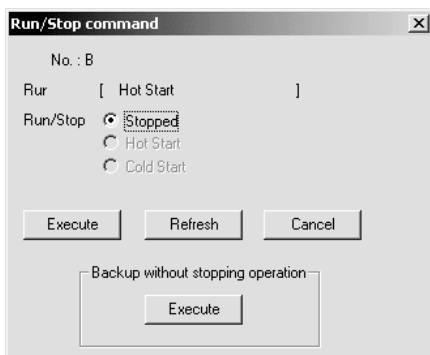 Run/Stop command
No. : B
Rur [ Hot Start ]
Run/Stop Stopped
Hot Start
Cold Start
Execute Refresh Cancel
Backup without stopping operation
Execute